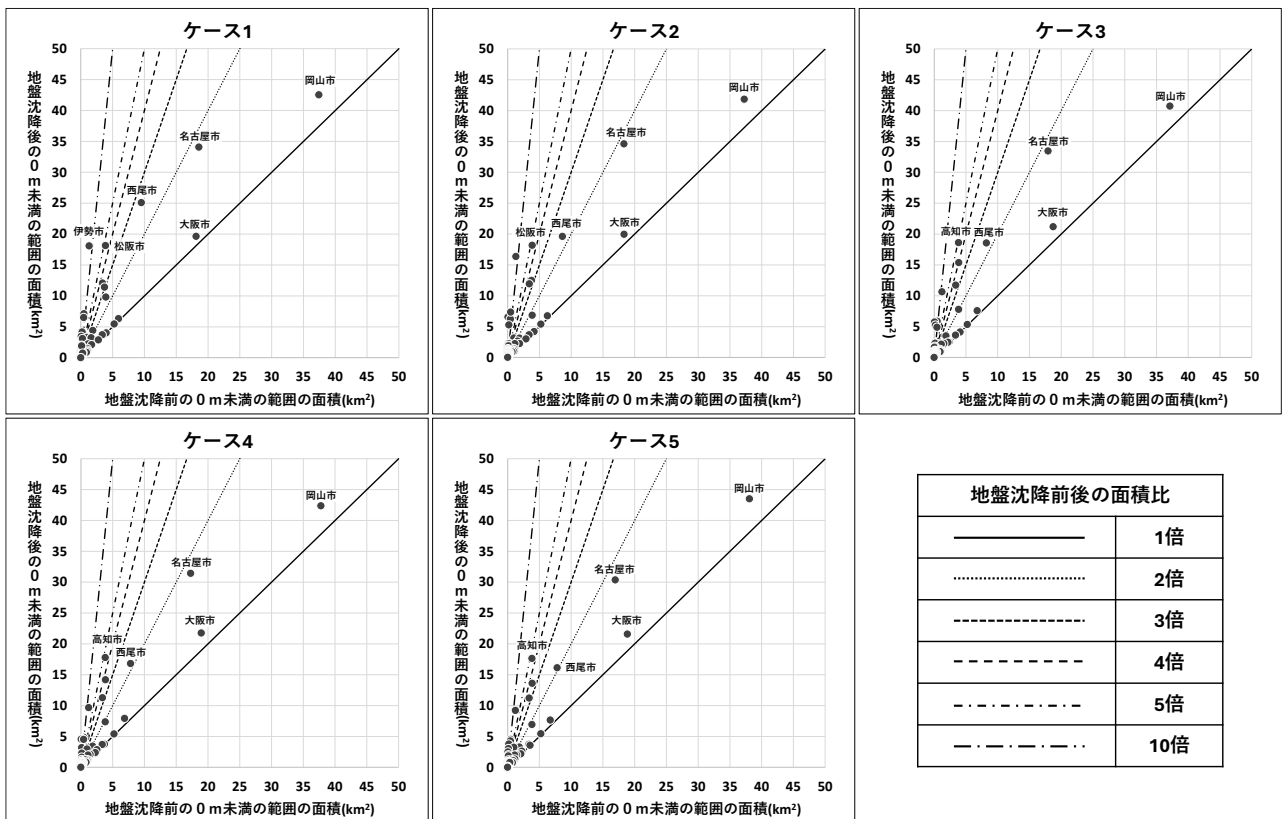 ケース1
地盤沈降後の0m未満の範囲の面積(km²)
50
45
40
35
30
25
20
15
10
5
0
岡山市
名古屋市
西尾市
大阪市
伊勢市
松阪市
0 5 10 15 20 25 30 35 40 45 50
地盤沈降前の0m未満の範囲の面積(km²)
ケース2
地盤沈降後の0m未満の範囲の面積(km²)
50
45
40
35
30
25
20
15
10
5
0
岡山市
名古屋市
大阪市
松阪市
西尾市
0 5 10 15 20 25 30 35 40 45 50
地盤沈降前の0m未満の範囲の面積(km²)
ケース3
地盤沈降後の0m未満の範囲の面積(km²)
50
45
40
35
30
25
20
15
10
5
0
岡山市
名古屋市
大阪市
高知市
西尾市
0 5 10 15 20 25 30 35 40 45 50
地盤沈降前の0m未満の範囲の面積(km²)
ケース4
地盤沈降後の0m未満の範囲の面積(km²)
50
45
40
35
30
25
20
15
10
5
0
岡山市
名古屋市
大阪市
高知市
西尾市
0 5 10 15 20 25 30 35 40 45 50
地盤沈降前の0m未満の範囲の面積(km²)
ケース5
地盤沈降後の0m未満の範囲の面積(km²)
50
45
40
35
30
25
20
15
10
5
0
岡山市
名古屋市
大阪市
高知市
西尾市
0 5 10 15 20 25 30 35 40 45 50
地盤沈降前の0m未満の範囲の面積(km²)
地盤沈降前後の面積比
1倍
2倍
3倍
4倍
5倍
10倍